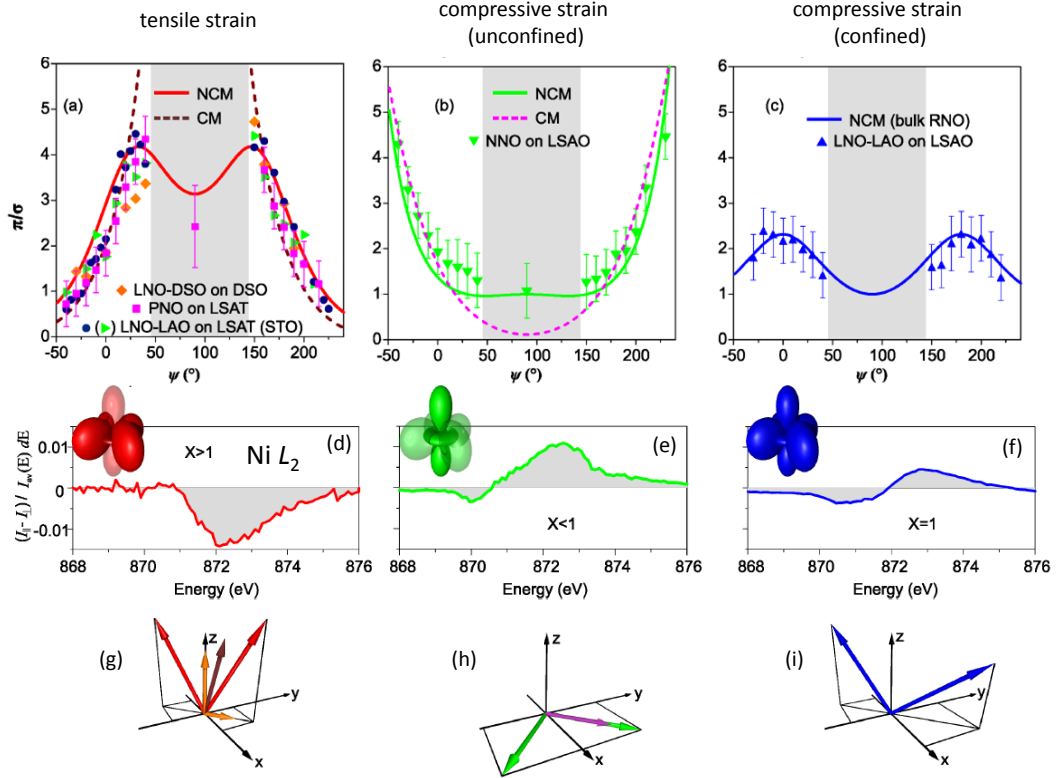 tensile strain
compressive strain
(unconfined)
compressive strain
(confined)
6
5
4
3
2
1
0
π/σ
(a)
NCM
CM
LNO-DSO on DSO
PNO on LSAT
( ) LNO-LAO on LSAT (STO)
-50 0 50 100 150 200
ψ (°)
6
5
4
3
2
1
0
(b)
NCM
CM
NNO on LSAO
-50 0 50 100 150 200
ψ (°)
6
5
4
3
2
1
0
(c)
NCM (bulk RNO)
LNO-LAO on LSAO
-50 0 50 100 150 200
ψ (°)
(I∥- I⊥) / ∫ Iav(E) dE
0.01
0
-0.01
X>1
Ni L2
(d)
868 870 872 874 876
Energy (eV)
(e)
X<1
868 870 872 874 876
Energy (eV)
(f)
X=1
868 870 872 874 876
Energy (eV)
(g)
z
y
x
(h)
z
y
x
(i)
z
y
x